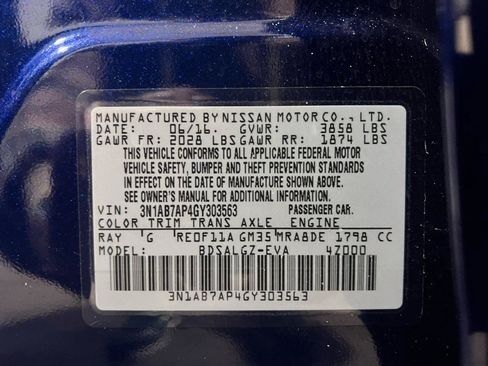 MANUFACTURED BY NISSAN MOTOR CO., LTD.
DATE: 06/16. GVWR: 3858 LBS
GAWR FR: 2028 LBS GAWR RR: 1874 LBS
THIS VEHICLE CONFORMS TO ALL APPLICABLE FEDERAL MOTOR
VEHICLE SAFETY, BUMPER AND THEFT PREVENTION STANDARDS
IN EFFECT ON THE DATE OF MANUFACTURE SHOWN ABOVE.
SEE OWNER'S MANUAL FOR ADDITIONAL INFORMATION.
VIN: 3N1AB7AP4GY303563 PASSENGER CAR.
COLOR TRIM TRANS AXLE ENGINE
RAY G RE0F11A GM35 MRA8DE 1798 CC
MODEL: BDSALGZ-EVA 4Z000
3N1AB7AP4GY303563